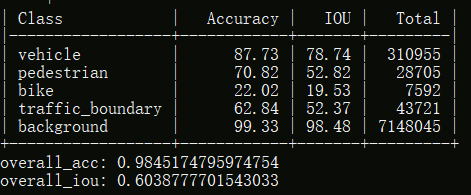 | Class | Accuracy | IOU | Total |
|------------------+----------+-------+---------|
| vehicle | 87.73 | 78.74 | 310955 |
| pedestrian | 70.82 | 52.82 | 28705 |
| bike | 22.02 | 19.53 | 7592 |
| traffic_boundary | 62.84 | 52.37 | 43721 |
| background | 99.33 | 98.48 | 7148045 |
+------------------+----------+-------+---------+
overall_acc: 0.9845174795974754
overall_iou: 0.6038777701543033